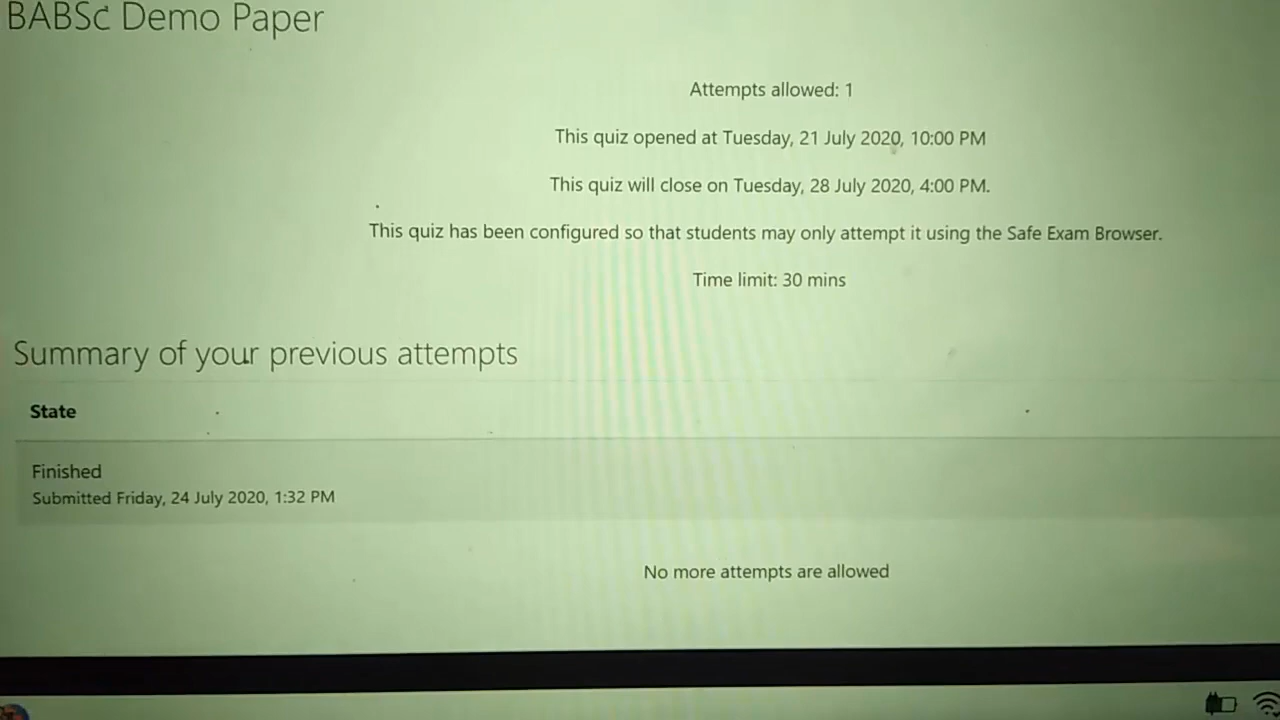 BABSc Demo Paper
Attempts allowed: 1
This quiz opened at Tuesday, 21 July 2020, 10:00 PM
This quiz will close on Tuesday, 28 July 2020, 4:00 PM.
This quiz has been configured so that students may only attempt it using the Safe Exam Browser.
Time limit: 30 mins
Summary of your previous attempts
State
Finished
Submitted Friday, 24 July 2020, 1:32 PM
No more attempts are allowed